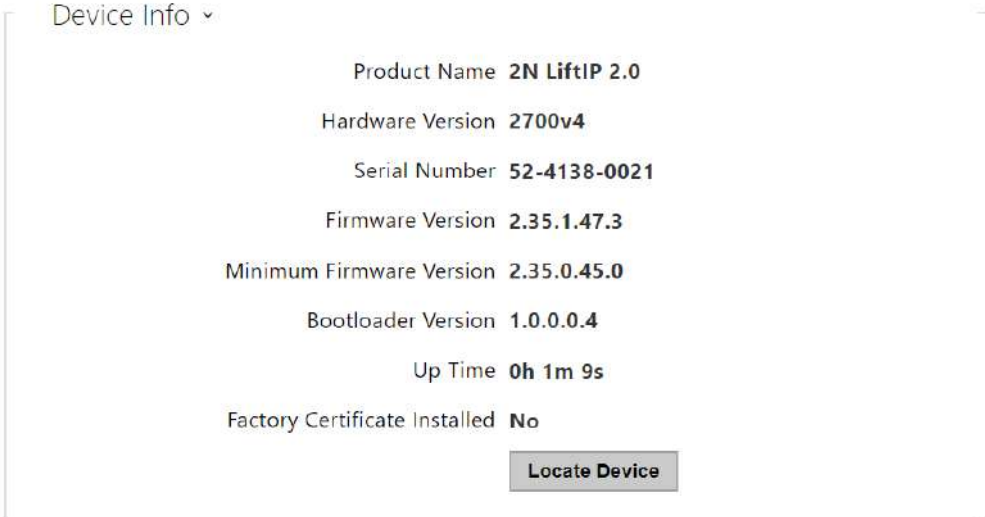 Device Info
Product Name 2N LiftIP 2.0
Hardware Version 2700v4
Serial Number 52-4138-0021
Firmware Version 2.35.1.47.3
Minimum Firmware Version 2.35.0.45.0
Bootloader Version 1.0.0.0.4
Up Time 0h 1m 9s
Factory Certificate Installed No
Locate Device